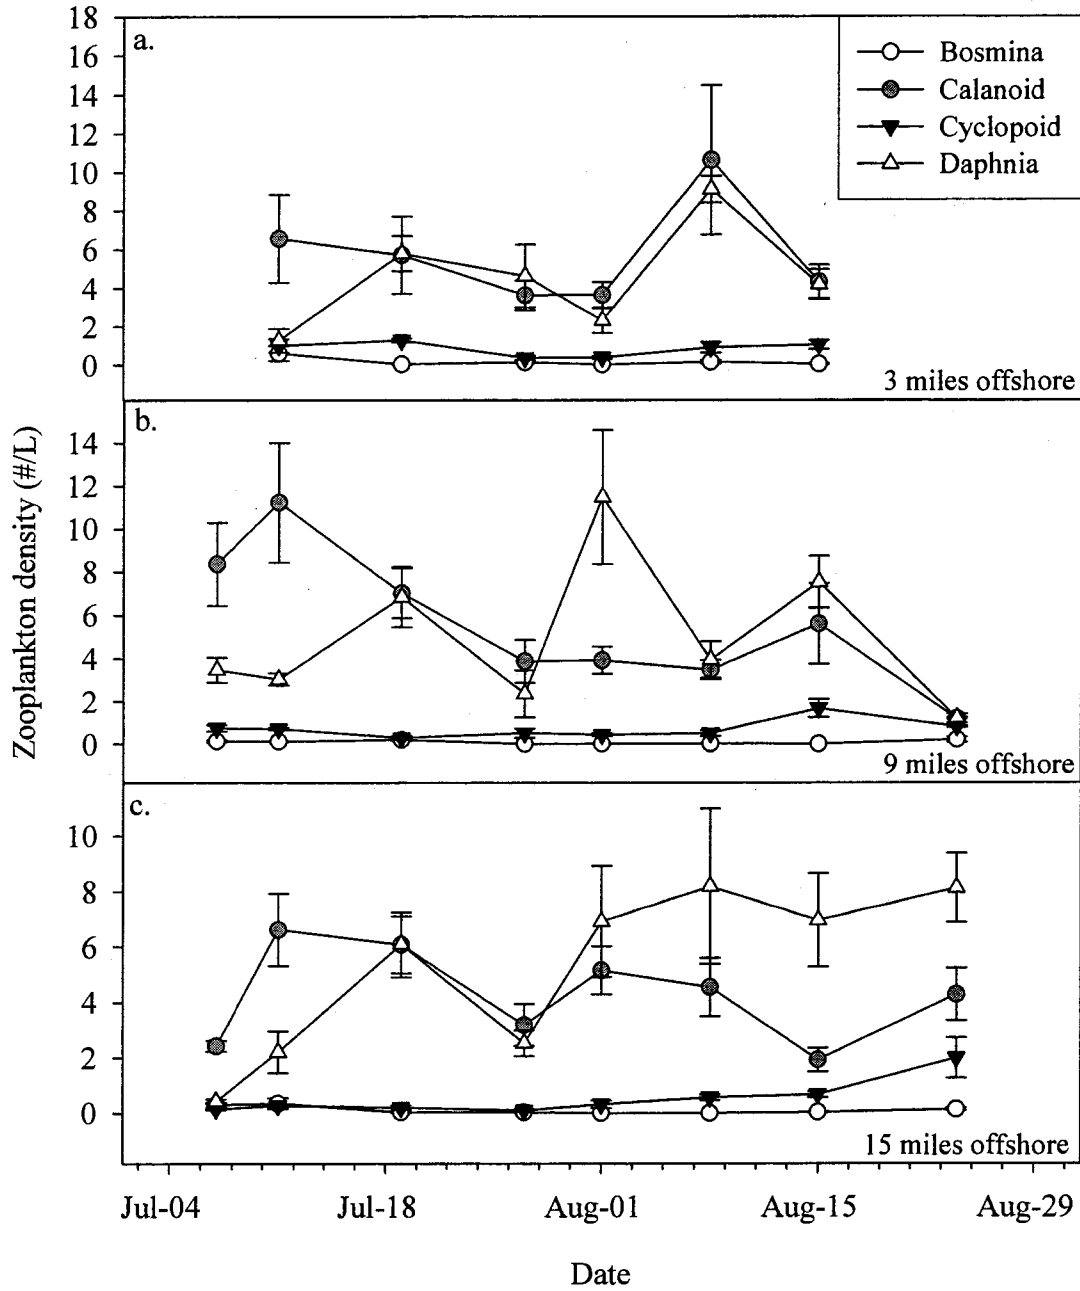 18
16
14
12
10
8
6
4
2
0
a.
Bosmina
Calanoid
Cyclopoid
Daphnia
3 miles offshore
Zooplankton density (#/L)
14
12
10
8
6
4
2
0
b.
9 miles offshore
10
8
6
4
2
0
c.
15 miles offshore
Jul-04 Jul-18 Aug-01 Aug-15 Aug-29
Date